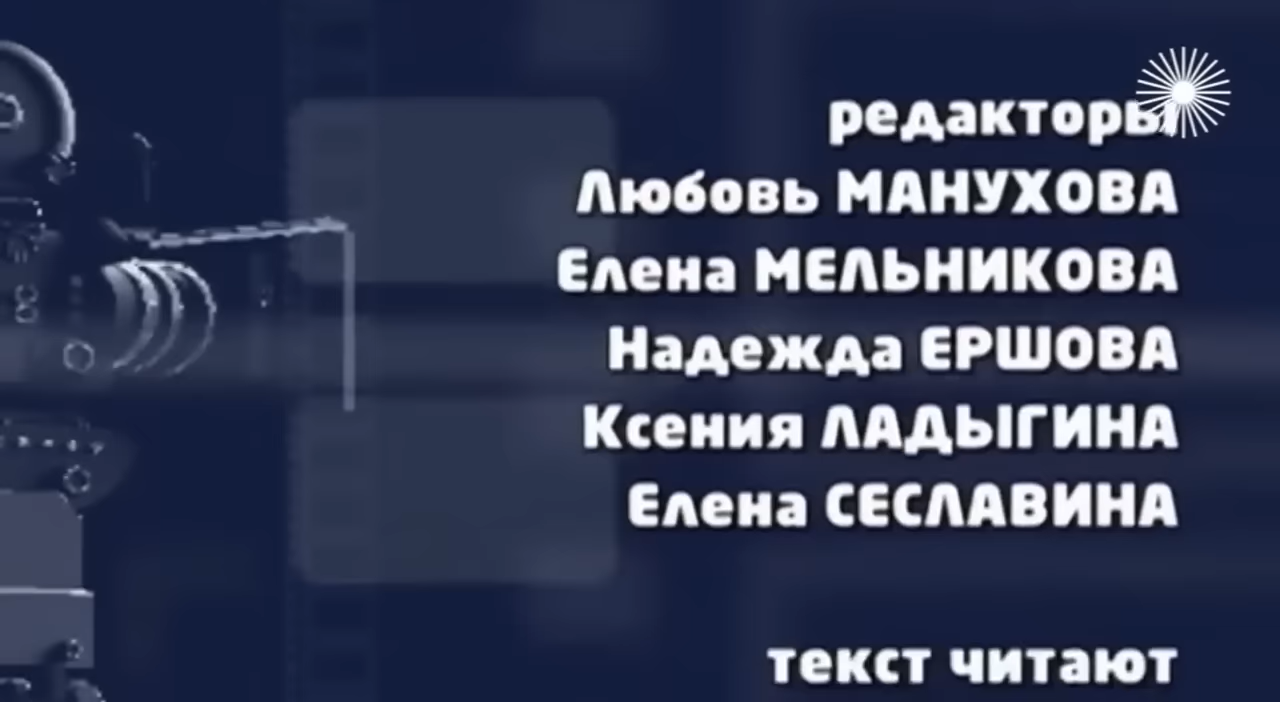 редакторы
Любовь МАНУХОВА
Елена МЕЛЬНИКОВА
Надежда ЕРШОВА
Ксения ЛАДЫГИНА
Елена СЕСЛАВИНА
текст читают